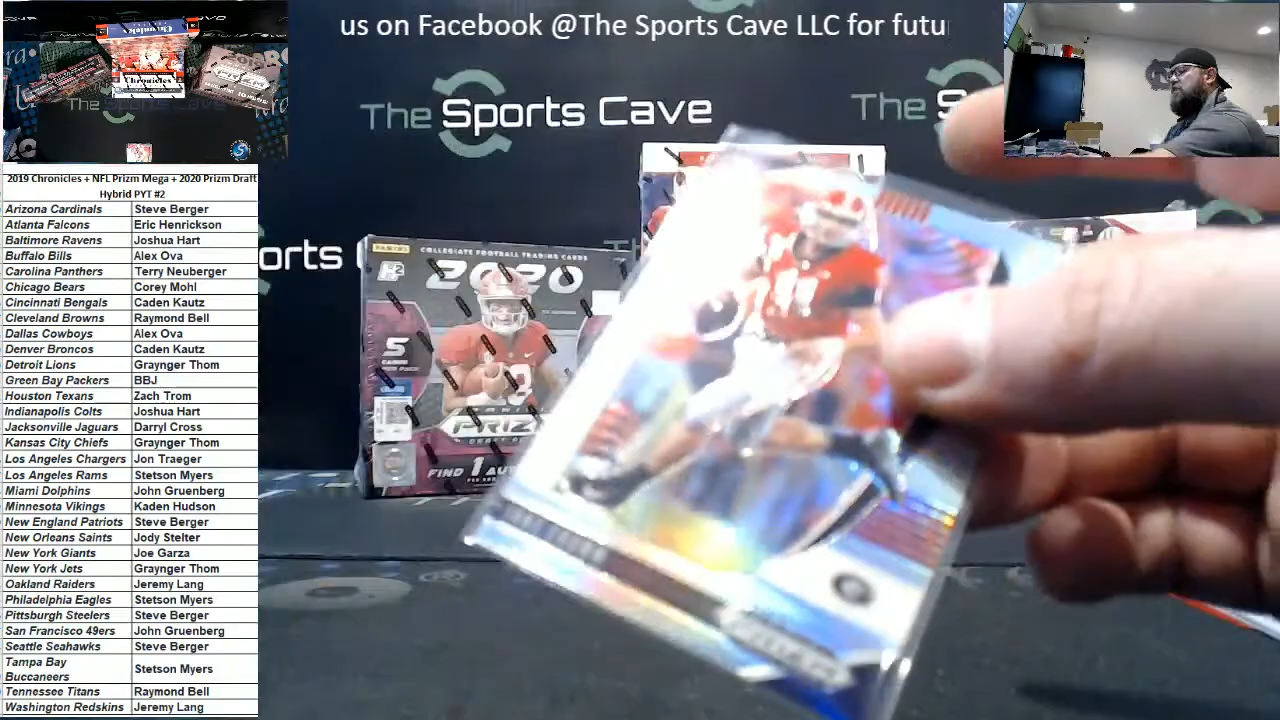 us on Facebook @The Sports Cave LLC for futu
The Sports Cave
The S
orts
Chronicles
PANINI
COLLEGIATE FOOTBALL TRADING CARDS
2020
5
PRIZ
FIND 1 AU
2019 Chronicles + NFL Prizm Mega + 2020 Prizm Draft
Hybrid PYT #2
Arizona Cardinals Steve Berger
Atlanta Falcons Eric Henrickson
Baltimore Ravens Joshua Hart
Buffalo Bills Alex Ova
Carolina Panthers Terry Neuberger
Chicago Bears Corey Mohl
Cincinnati Bengals Caden Kautz
Cleveland Browns Raymond Bell
Dallas Cowboys Alex Ova
Denver Broncos Caden Kautz
Detroit Lions Graynger Thom
Green Bay Packers BBJ
Houston Texans Zach Trom
Indianapolis Colts Joshua Hart
Jacksonville Jaguars Darryl Cross
Kansas City Chiefs Graynger Thom
Los Angeles Chargers Jon Traeger
Los Angeles Rams Stetson Myers
Miami Dolphins John Gruenberg
Minnesota Vikings Kaden Hudson
New England Patriots Steve Berger
New Orleans Saints Jody Stelter
New York Giants Joe Garza
New York Jets Graynger Thom
Oakland Raiders Jeremy Lang
Philadelphia Eagles Stetson Myers
Pittsburgh Steelers Steve Berger
San Francisco 49ers John Gruenberg
Seattle Seahawks Steve Berger
Tampa Bay
Buccaneers Stetson Myers
Tennessee Titans Raymond Bell
Washington Redskins Jeremy Lang